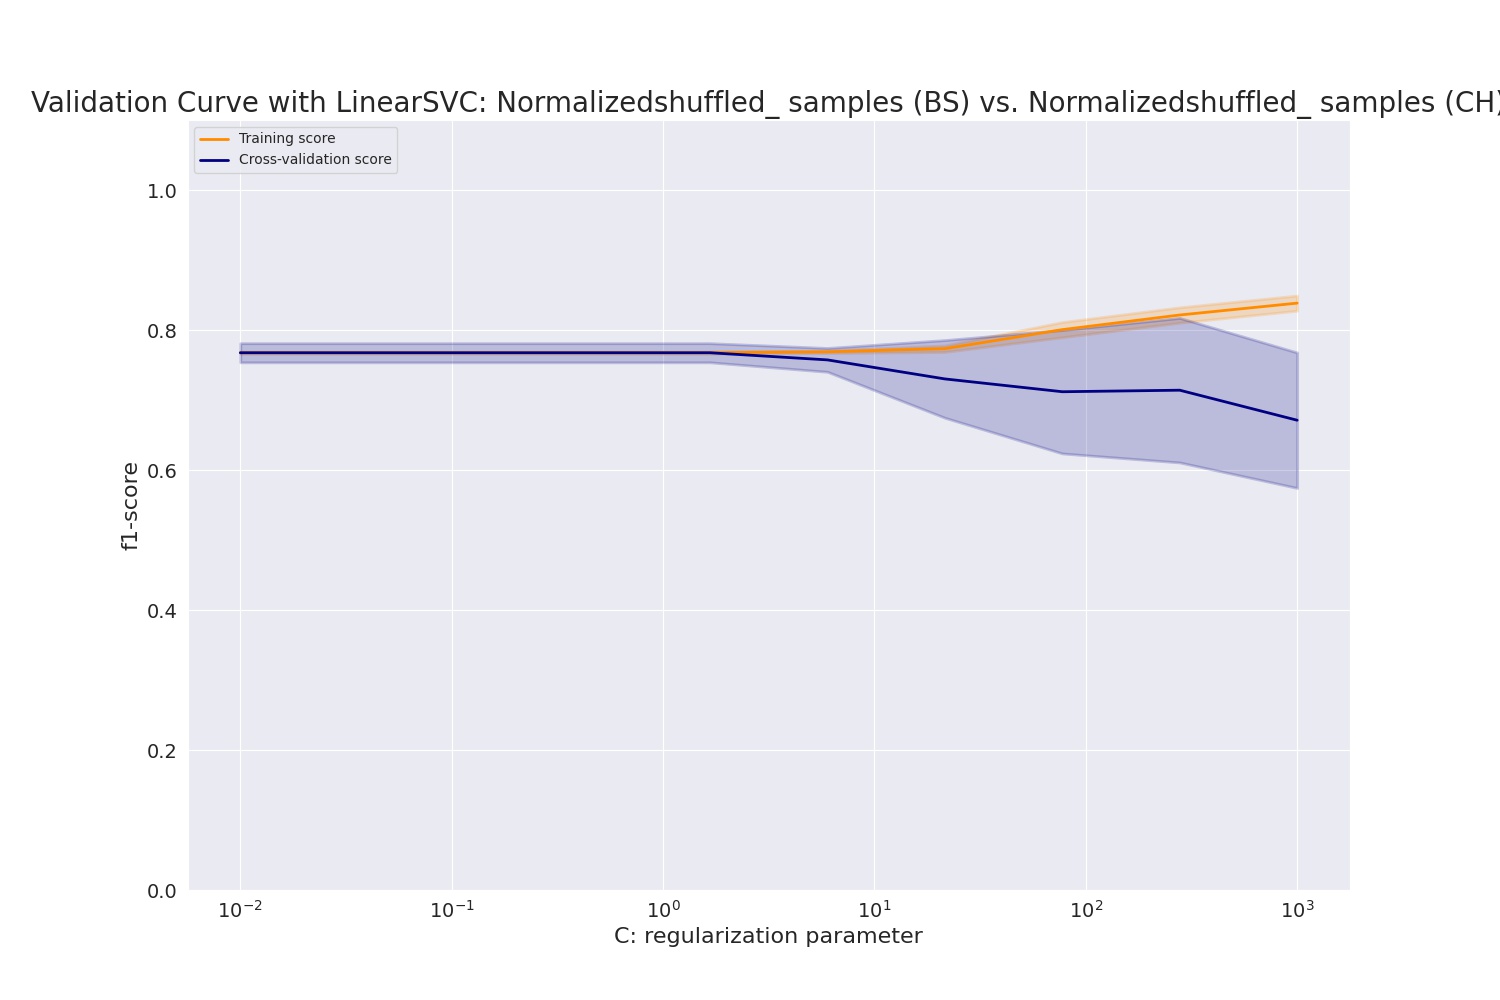 Validation Curve with LinearSVC: Normalizedshuffled_ samples (BS) vs. Normalizedshuffled_ samples (CH)
Training score
Cross-validation score
1.0
0.8
0.6
0.4
0.2
0.0
f1-score
10⁻² 10⁻¹ 10⁰ 10¹ 10² 10³
C: regularization parameter